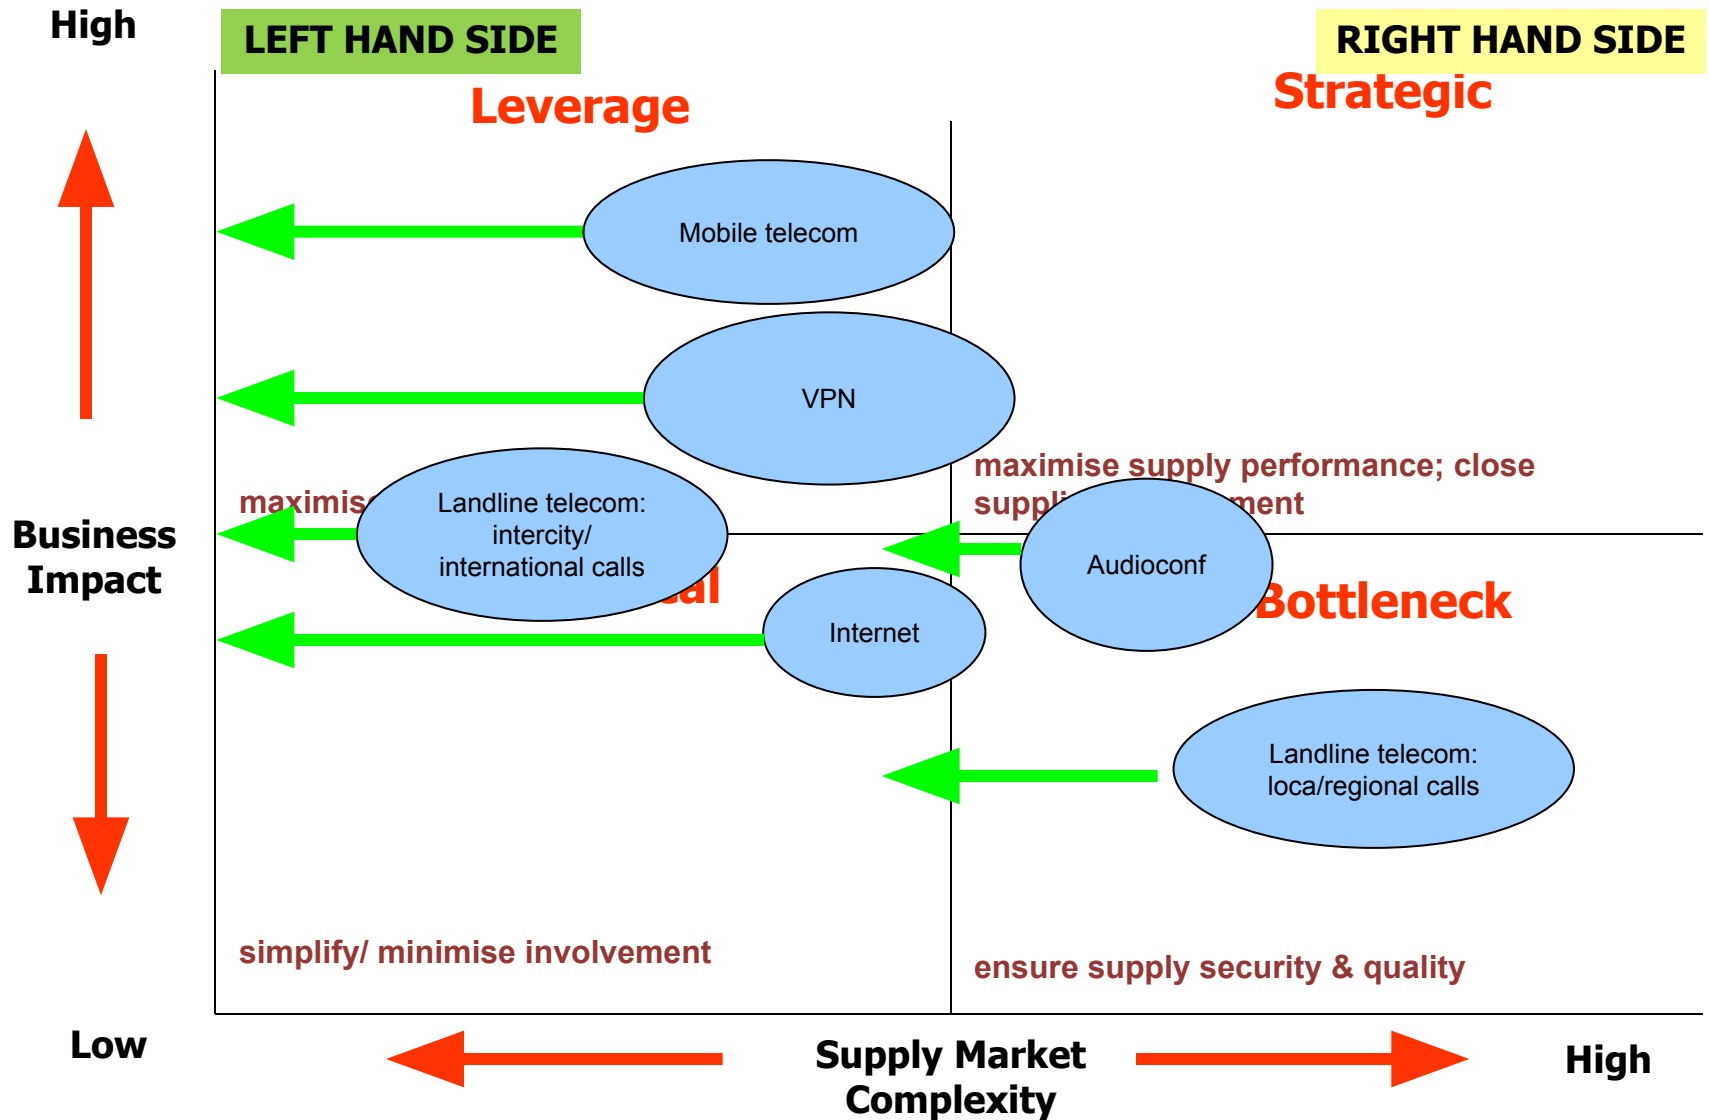 High
LEFT HAND SIDE
RIGHT HAND SIDE
Leverage
Strategic
Mobile telecom
VPN
maximise supply performance; close
maximise
Landline telecom:
intercity/
international calls
Business
Impact
Audioconf
Bottleneck
Internet
Landline telecom:
loca/regional calls
simplify/ minimise involvement
ensure supply security & quality
Low
Supply Market
Complexity
High